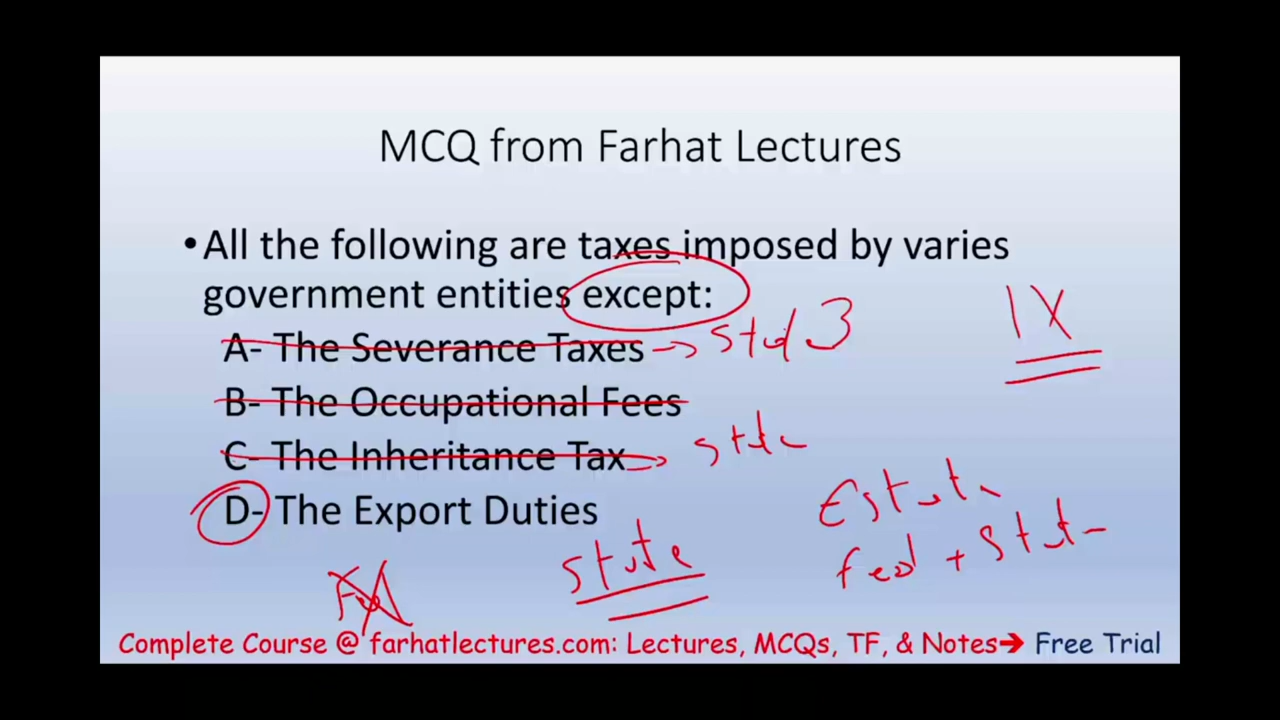 MCQ from Farhat Lectures
•All the following are taxes imposed by varies
government entities except:
A- The Severance Taxes
B- The Occupational Fees
C- The Inheritance Tax
D- The Export Duties
state
Fed + State
Complete Course @ farhatlectures.com: Lectures, MCQs, TF, & Notes➔ Free Trial